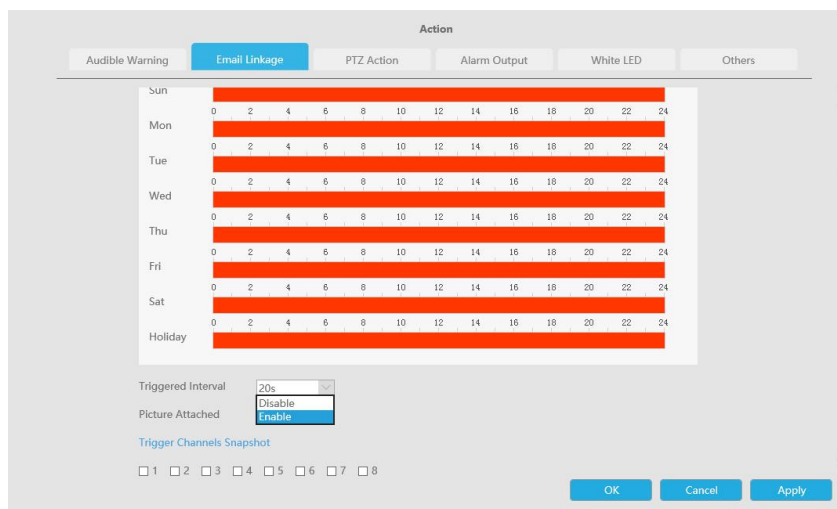 Action
Audible Warning Email Linkage PTZ Action Alarm Output White LED Others
Sun
0 2 4 6 8 10 12 14 16 18 20 22 24
Mon
0 2 4 6 8 10 12 14 16 18 20 22 24
Tue
0 2 4 6 8 10 12 14 16 18 20 22 24
Wed
0 2 4 6 8 10 12 14 16 18 20 22 24
Thu
0 2 4 6 8 10 12 14 16 18 20 22 24
Fri
0 2 4 6 8 10 12 14 16 18 20 22 24
Sat
0 2 4 6 8 10 12 14 16 18 20 22 24
Holiday
Triggered Interval 20s
Disable
Picture Attached Enable
Trigger Channels Snapshot
1 2 3 4 5 6 7 8
OK Cancel Apply